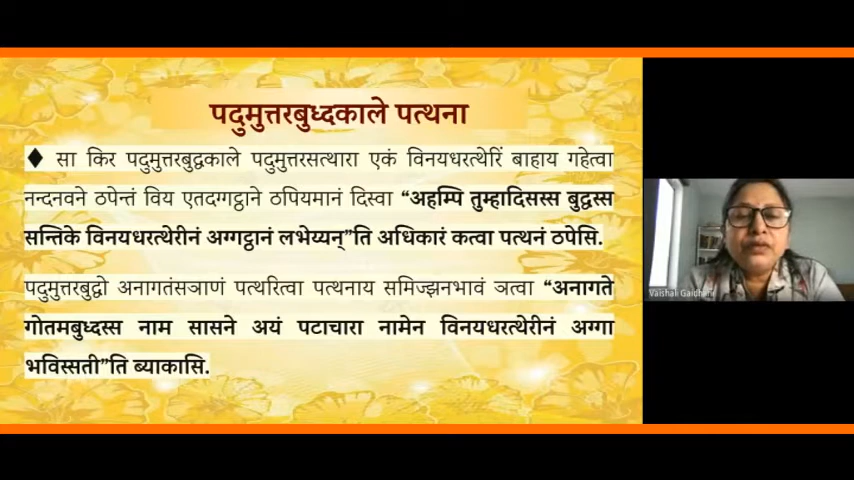 पदुमुत्तरबुध्दकाले पत्थना
♦ सा किर पदुमुत्तरबुद्धकाले पदुमुत्तरसत्थारा एकं विनयधरत्थेरिं बाहाय गहेत्वा
नन्दनवने ठपेन्तं विय एतदग्गट्ठाने ठपियमानं दिस्वा “अहम्पि तुम्हादिसस्स बुद्धस्स
सन्तिके विनयधरत्थेरीनं अग्गट्ठानं लभेय्यन्”ति अधिकारं कत्वा पत्थनं ठपेसि.
पदुमुत्तरबुद्धो अनागतंसञाणं पत्थरित्वा पत्थनाय समिज्झनभावं ञत्वा “अनागते
गोतमबुध्दस्स नाम सासने अयं पटाचारा नामेन विनयधरत्थेरीनं अग्गा
भविस्सती”ति ब्याकासि.
Vaishali Gaidhani